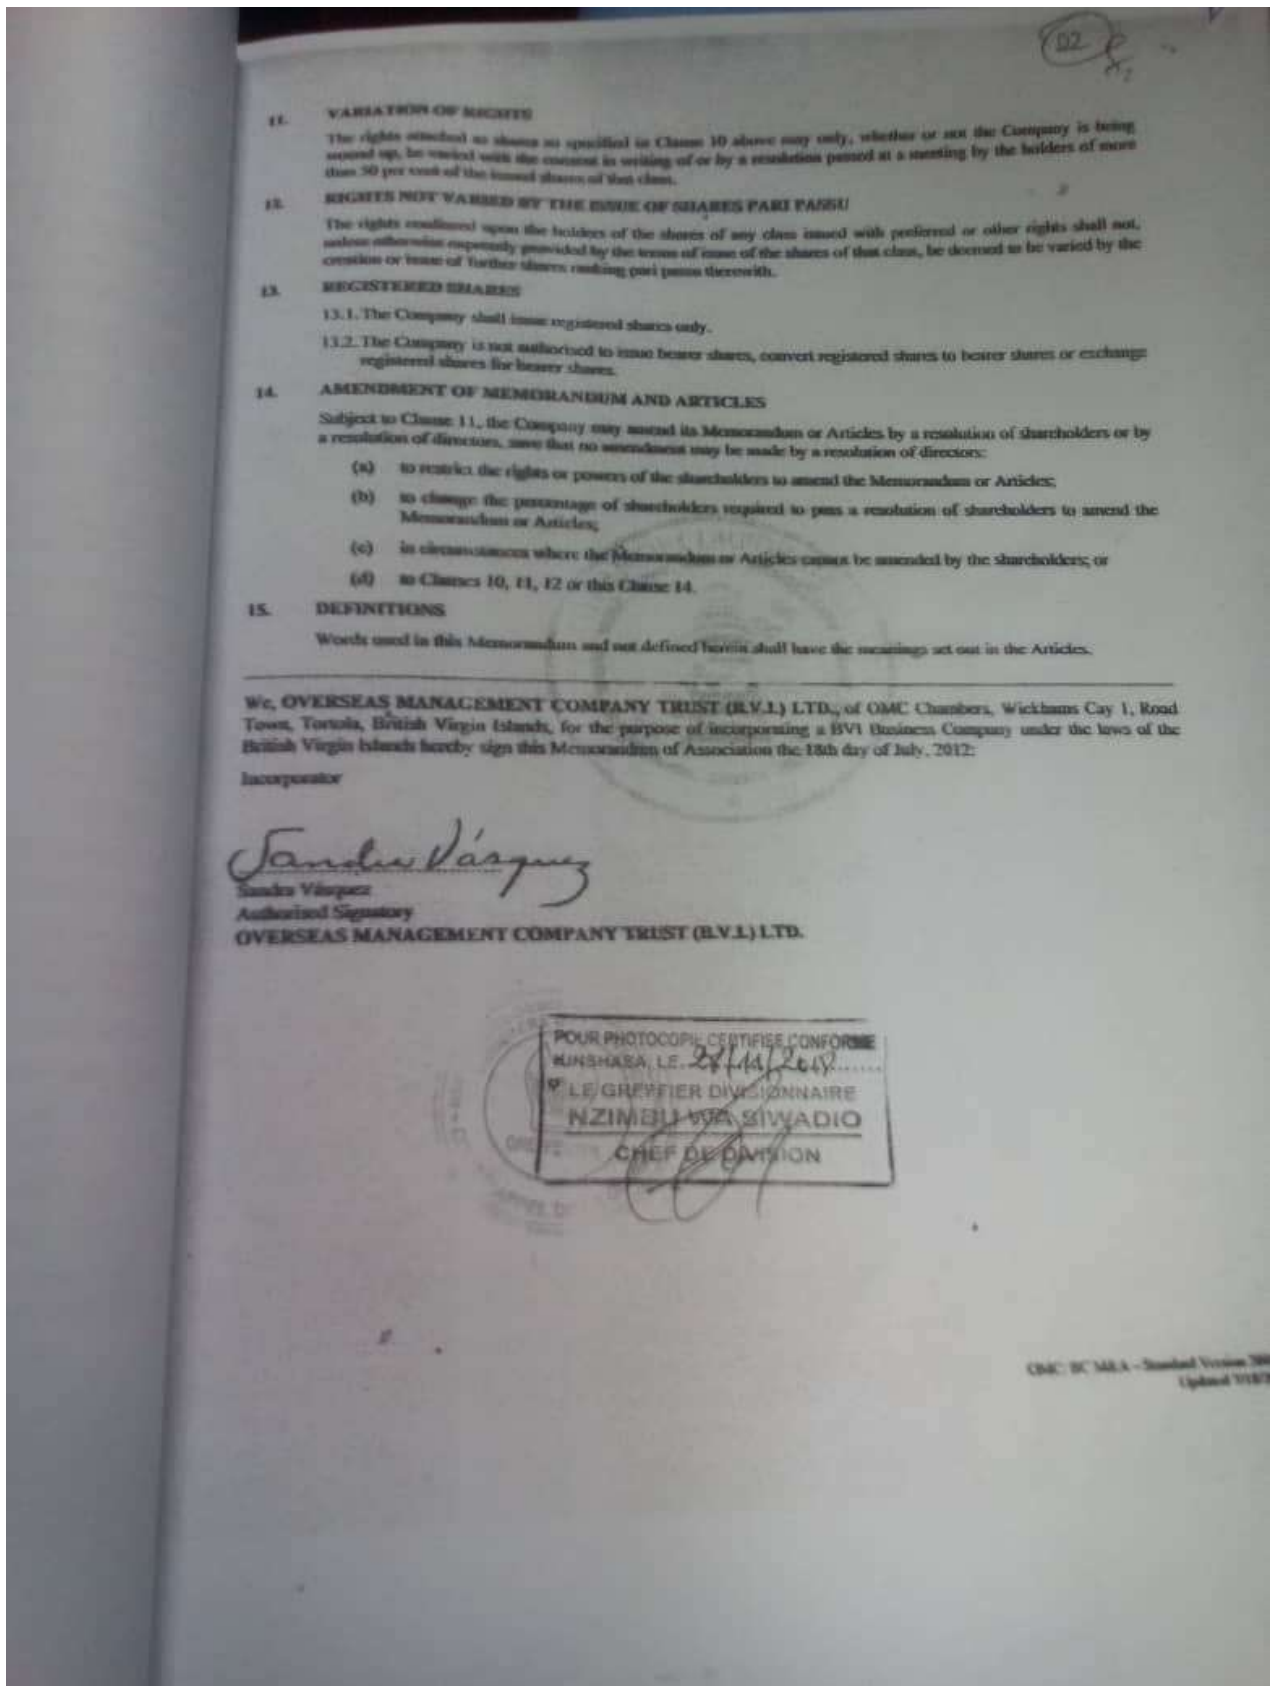 D2
11. VARIATION OF RIGHTS
The rights attached to shares as specified in Clause 10 above may only, whether or not the Company is being
wound up, be varied with the consent in writing of or by a resolution passed at a meeting by the holders of more
than 50 per cent of the issued shares of that class.
12. RIGHTS NOT VARIED BY THE ISSUE OF SHARES PARI PASSU
The rights conferred upon the holders of the shares of any class issued with preferred or other rights shall not,
unless otherwise expressly provided by the terms of issue of the shares of that class, be deemed to be varied by the
creation or issue of further shares ranking pari passu therewith.
13. REGISTERED SHARES
13.1. The Company shall issue registered shares only.
13.2. The Company is not authorised to issue bearer shares, convert registered shares to bearer shares or exchange
registered shares for bearer shares.
14. AMENDMENT OF MEMORANDUM AND ARTICLES
Subject to Clause 11, the Company may amend its Memorandum or Articles by a resolution of shareholders or by
a resolution of directors, save that no amendment may be made by a resolution of directors:
(a) to restrict the rights or powers of the shareholders to amend the Memorandum or Articles;
(b) to change the percentage of shareholders required to pass a resolution of shareholders to amend the
Memorandum or Articles;
(c) in circumstances where the Memorandum or Articles cannot be amended by the shareholders; or
(d) to Clauses 10, 11, 12 or this Clause 14.
15. DEFINITIONS
Words used in this Memorandum and not defined herein shall have the meanings set out in the Articles.
We, OVERSEAS MANAGEMENT COMPANY TRUST (B.V.I.) LTD., of OMC Chambers, Wickhams Cay 1, Road
Town, Tortola, British Virgin Islands, for the purpose of incorporating a BVI Business Company under the laws of the
British Virgin Islands hereby sign this Memorandum of Association the 18th day of July, 2012:
Incorporator
Sandra Vásquez
Sandra Vásquez
Authorised Signatory
OVERSEAS MANAGEMENT COMPANY TRUST (B.V.I.) LTD.
POUR PHOTOCOPIE CERTIFIEE CONFORME
KINSHASA, LE. 28/11/2018
LE GREFFIER DIVISIONNAIRE
NZIMBU WA SIWADIO
CHEF DE DIVISION
OMC: BC M&A – Standard Version
Updated